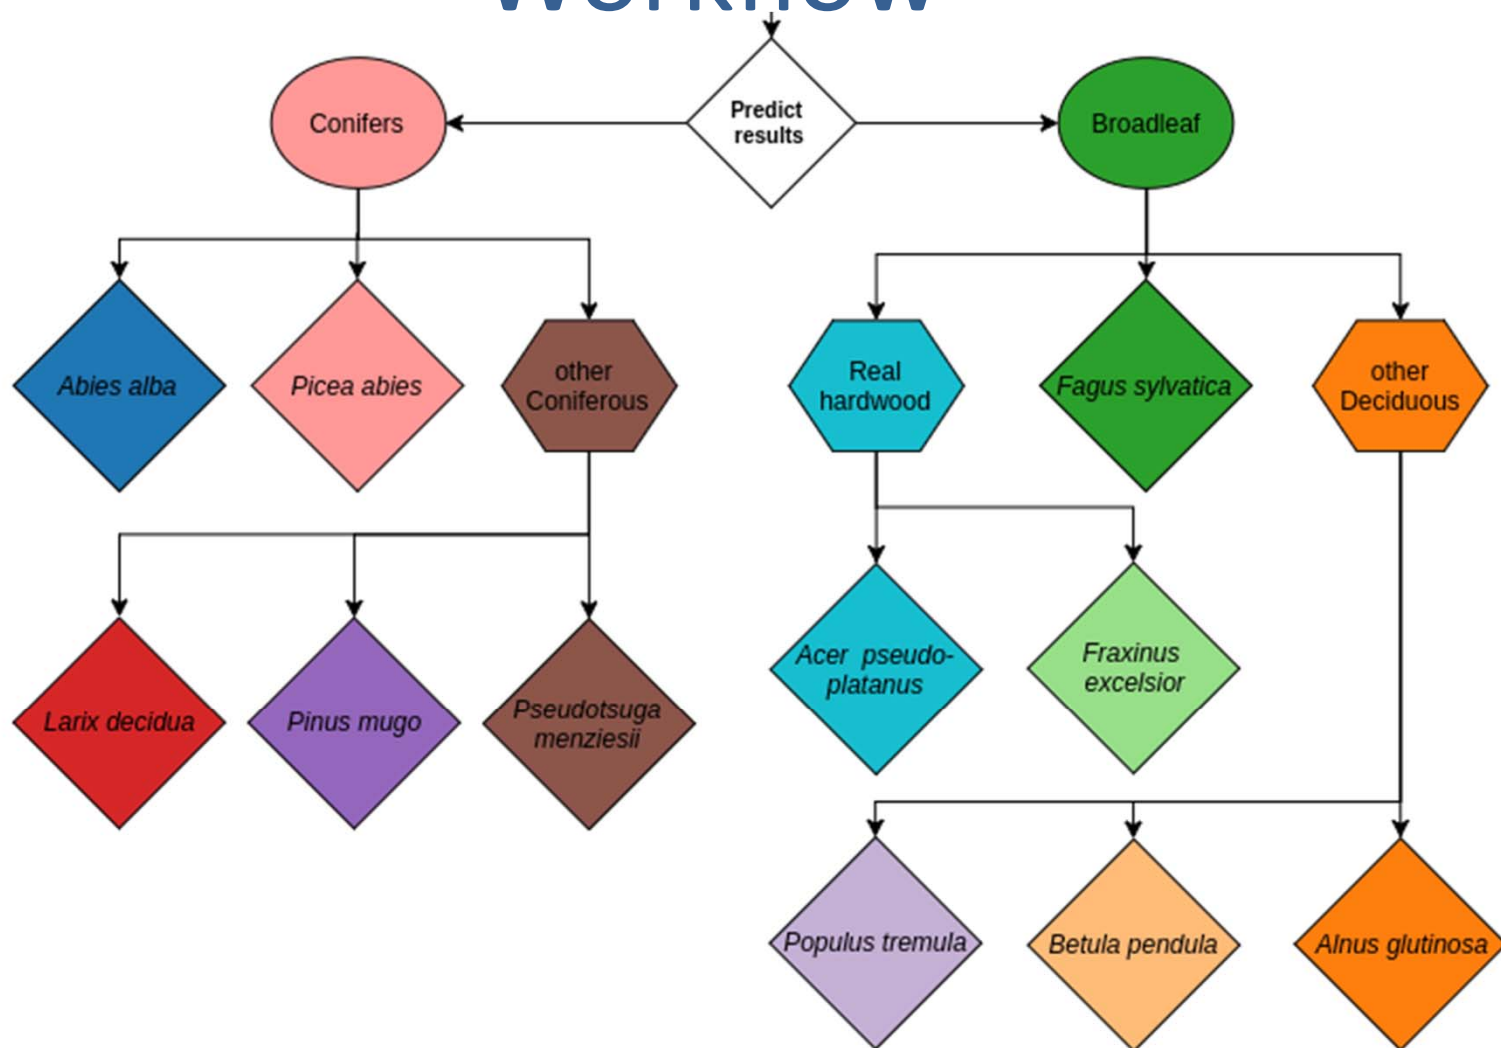 Workflow
Conifers
Predict
results
Broadleaf
Abies alba
Picea abies
other
Coniferous
Real
hardwood
Fagus sylvatica
other
Deciduous
Larix decidua
Pinus mugo
Pseudotsuga
menziesii
Acer pseudo-
platanus
Fraxinus
excelsior
Populus tremula
Betula pendula
Alnus glutinosa